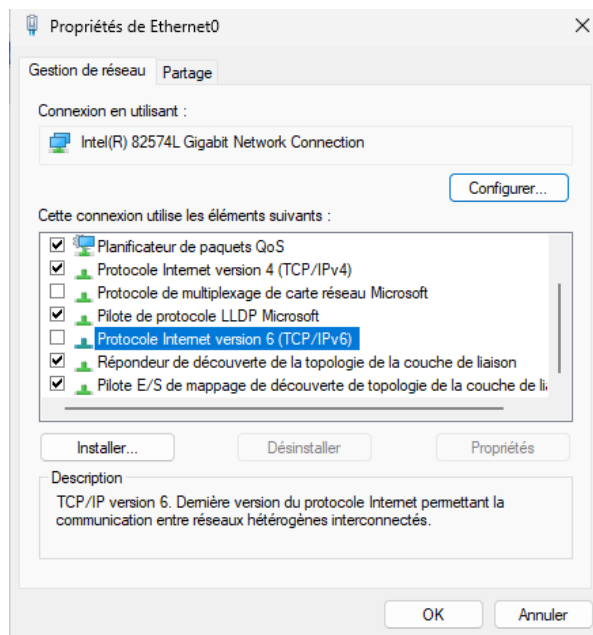 Propriétés de Ethernet0
Gestion de réseau Partage
Connexion en utilisant :
Intel(R) 82574L Gigabit Network Connection
Configurer...
Cette connexion utilise les éléments suivants :
Planificateur de paquets QoS
Protocole Internet version 4 (TCP/IPv4)
Protocole de multiplexage de carte réseau Microsoft
Pilote de protocole LLDP Microsoft
Protocole Internet version 6 (TCP/IPv6)
Répondeur de découverte de la topologie de la couche de liaison
Pilote E/S de mappage de découverte de topologie de la couche de
Installer... Désinstaller Propriétés
Description
TCP/IP version 6. Dernière version du protocole Internet permettant la
communication entre réseaux hétérogènes interconnectés.
OK Annuler